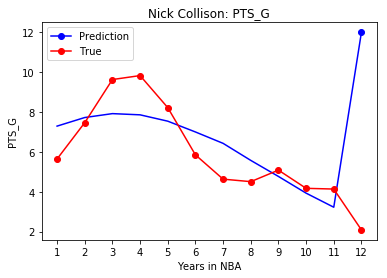 Nick Collison: PTS_G
Prediction
True
12
10
8
6
4
2
PTS_G
1 2 3 4 5 6 7 8 9 10 11 12
Years in NBA